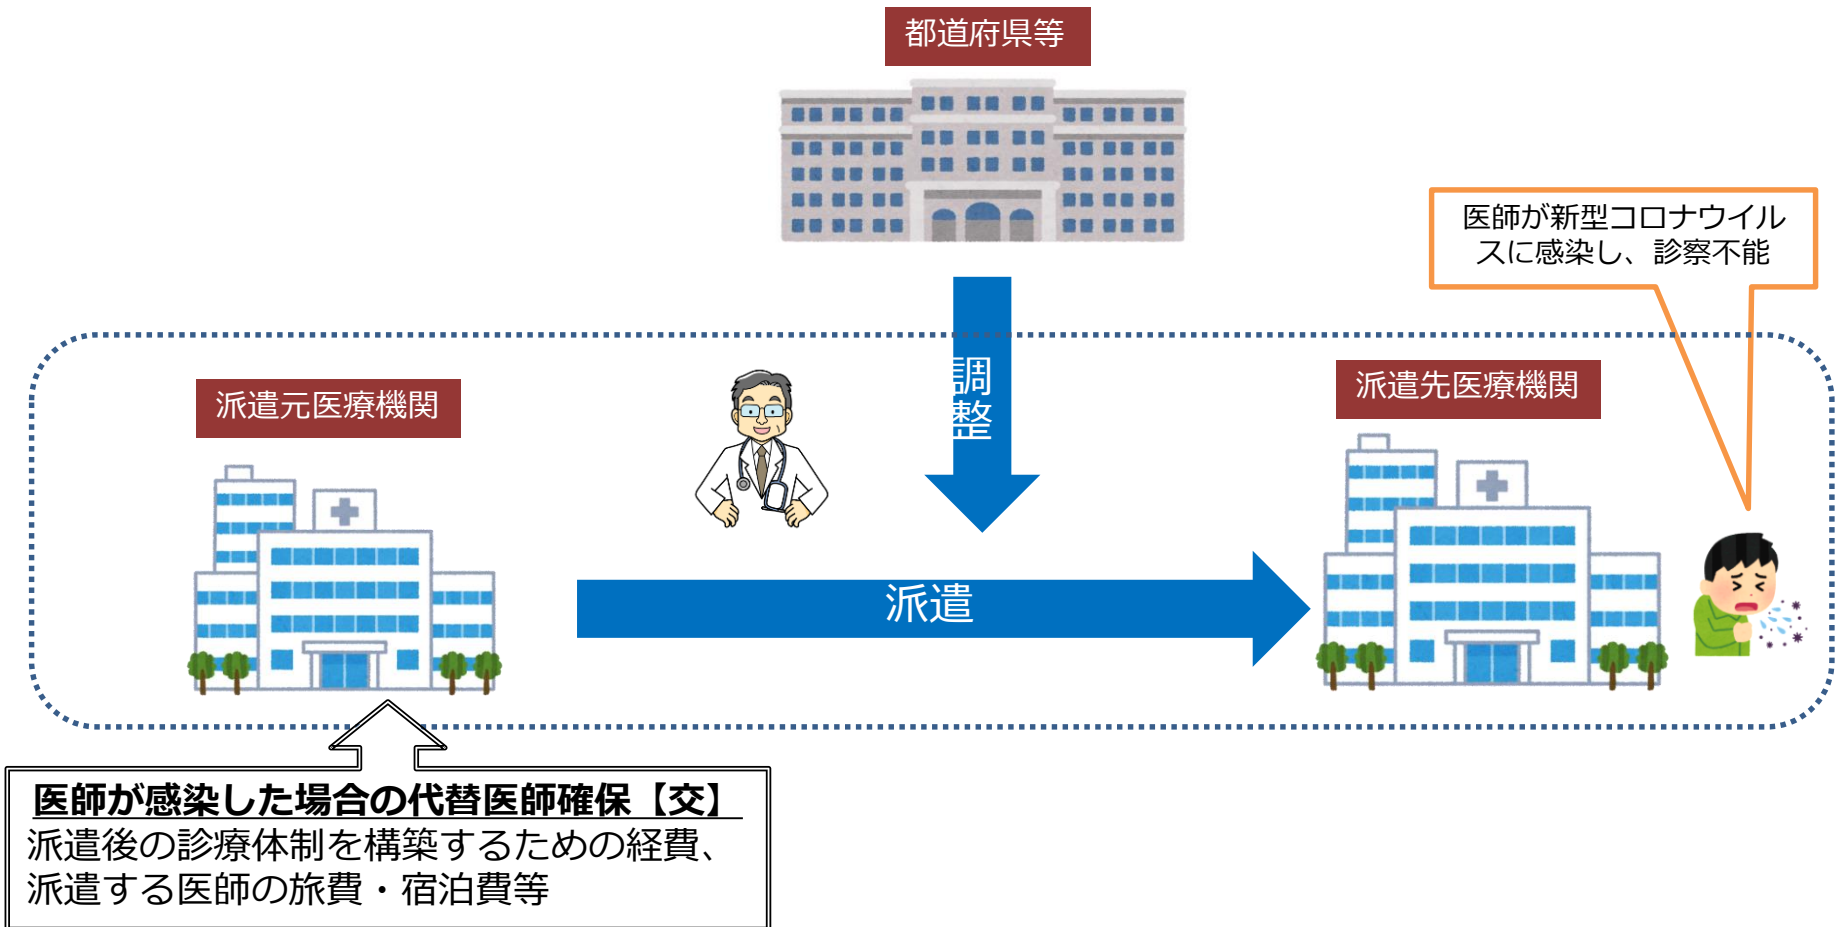 都道府県等
医師が新型コロナウイル
スに感染し、診察不能
調整
派遣元医療機関
派遣先医療機関
派遣
医師が感染した場合の代替医師確保【交】
派遣後の診療体制を構築するための経費、
派遣する医師の旅費・宿泊費等